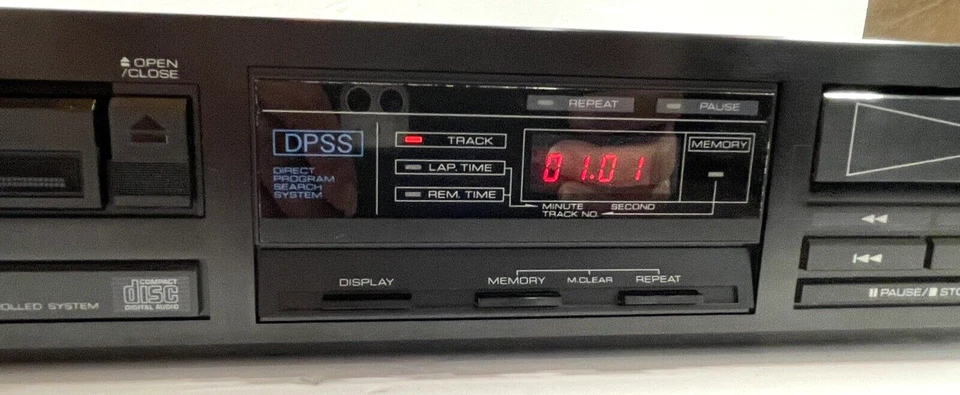 OPEN
/CLOSE
REPEAT
PAUSE
DPSS
DIRECT
PROGRAM
SEARCH
SYSTEM
TRACK
LAP. TIME
REM. TIME
01.01
MEMORY
MINUTE SECOND
TRACK NO.
DISPLAY
MEMORY
M.CLEAR
REPEAT
OLLED SYSTEM
COMPACT
disc
DIGITAL AUDIO
PAUSE/ STO